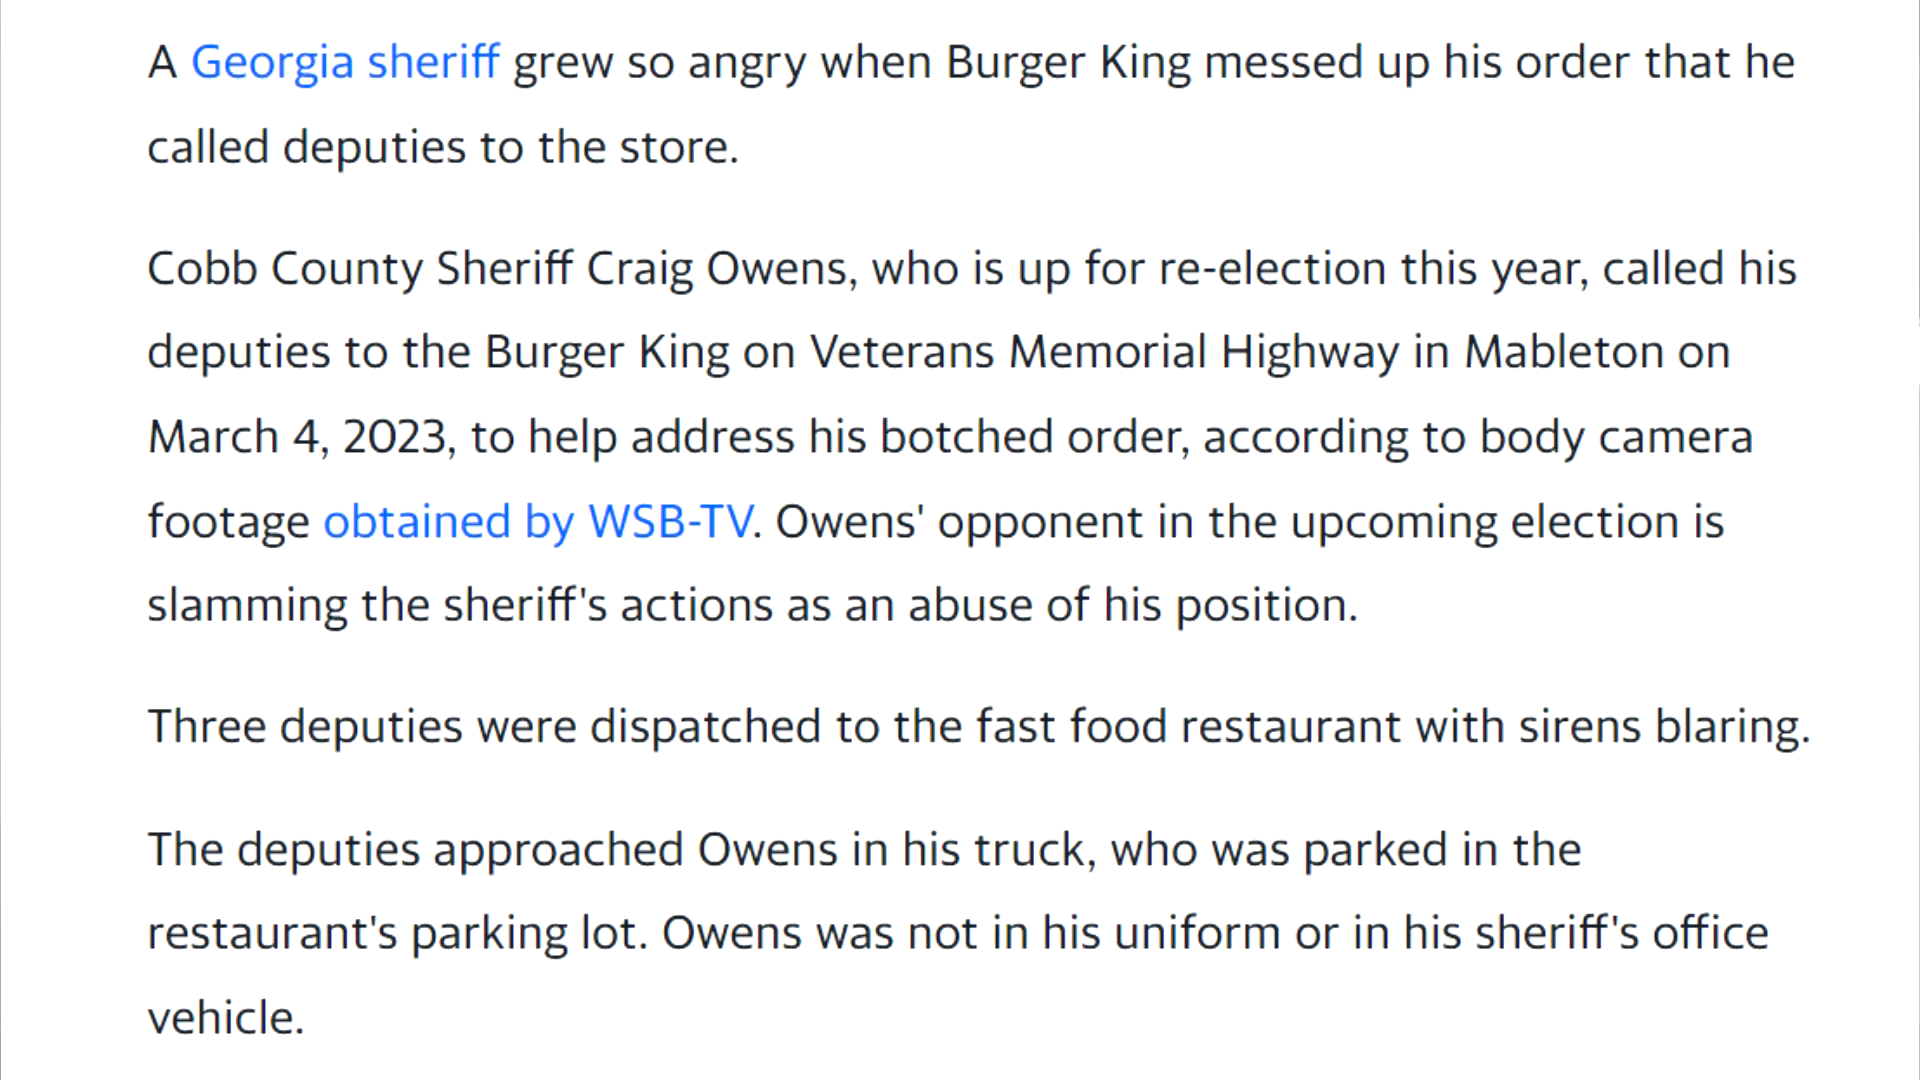 A Georgia sheriff grew so angry when Burger King messed up his order that he
called deputies to the store.
Cobb County Sheriff Craig Owens, who is up for re-election this year, called his
deputies to the Burger King on Veterans Memorial Highway in Mableton on
March 4, 2023, to help address his botched order, according to body camera
footage obtained by WSB-TV. Owens' opponent in the upcoming election is
slamming the sheriff's actions as an abuse of his position.
Three deputies were dispatched to the fast food restaurant with sirens blaring.
The deputies approached Owens in his truck, who was parked in the
restaurant's parking lot. Owens was not in his uniform or in his sheriff's office
vehicle.